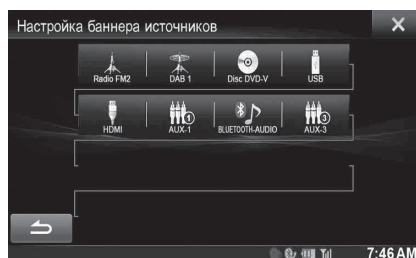 Настройка баннера источников
Radio FM2 DAB 1 Disc DVD-V USB
HDMI AUX-1 BLUETOOTH-AUDIO AUX-3
7:46 AM